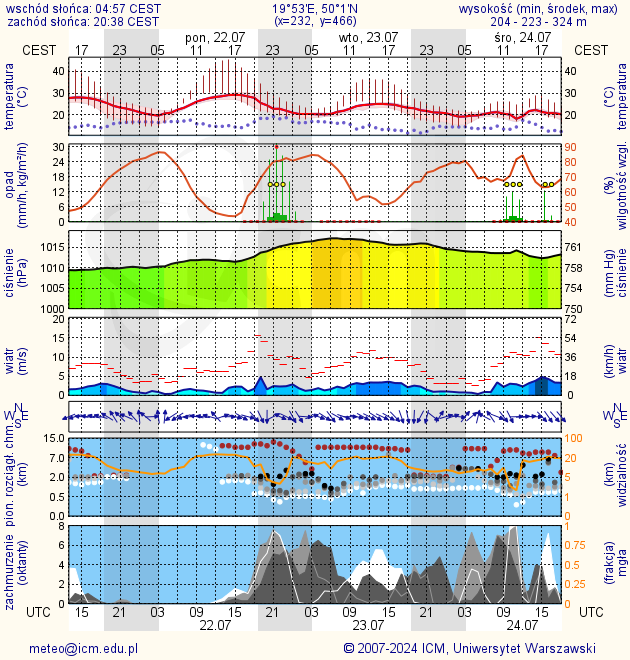 wschód słońca: 04:57 CEST
zachód słońca: 20:38 CEST
19°53'E, 50°1'N
(x=232, y=466)
wysokość (min, środek, max)
204 - 223 - 324 m
pon, 22.07 wto, 23.07 śro, 24.07
CEST 17 23 05 11 17 23 05 11 17 23 05 11 17 CEST
temperatura
(°C)
40
30
20
40
30
20
(°C)
temperatura
opad
(mm/h, kg/m²/h)
30
24
18
12
6
0
90
80
70
60
50
40
(%)
wilgotność wzgl.
ciśnienie
(hPa)
1015
1010
1005
1000
761
758
754
750
(mm Hg)
ciśnienie
wiatr
(m/s)
20
15
10
5
0
72
54
36
18
0
(km/h)
wiatr
N
W E
S
N
W E
S
pion. rozciągł. chm.
(km)
15.0
7.0
2.0
0.5
0.0
100
20
5
1
0
(km)
widzialność
zachmurzenie
(oktanty)
8
6
4
2
0
1
0.75
0.5
0.25
0
(frakcja)
mgła
UTC 15 21 03 09 15 21 03 09 15 21 03 09 15 UTC
22.07 23.07 24.07
meteo@icm.edu.pl
© 2007-2024 ICM, Uniwersytet Warszawski